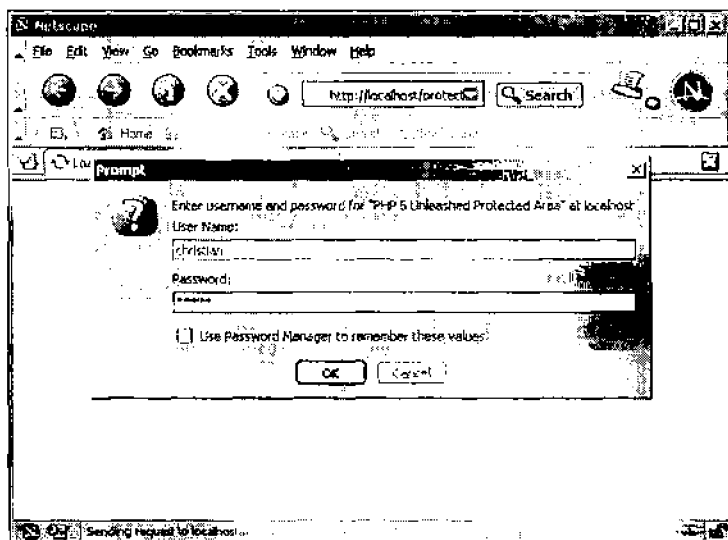 Netscape
File Edit View Go Bookmarks Tools Window Help
http://localhost/protect Search
Home
Prompt
Enter username and password for "PHP 5 Unleashed Protected Area" at localhost
User Name:
christian
Password:
Use Password Manager to remember these values.
OK Cancel
Sending request to localhost...